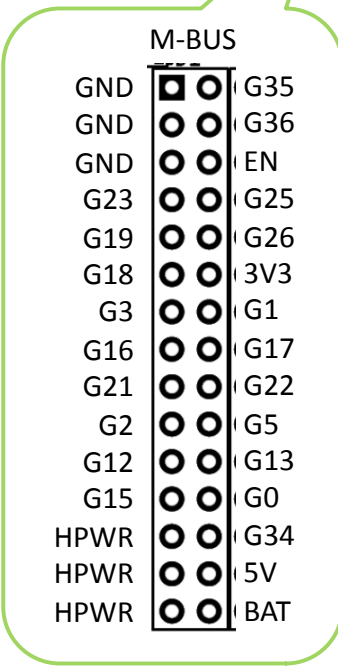 M-BUS
GND G35
GND G36
GND EN
G23 G25
G19 G26
G18 3V3
G3 G1
G16 G17
G21 G22
G2 G5
G12 G13
G15 G0
HPWR G34
HPWR 5V
HPWR BAT